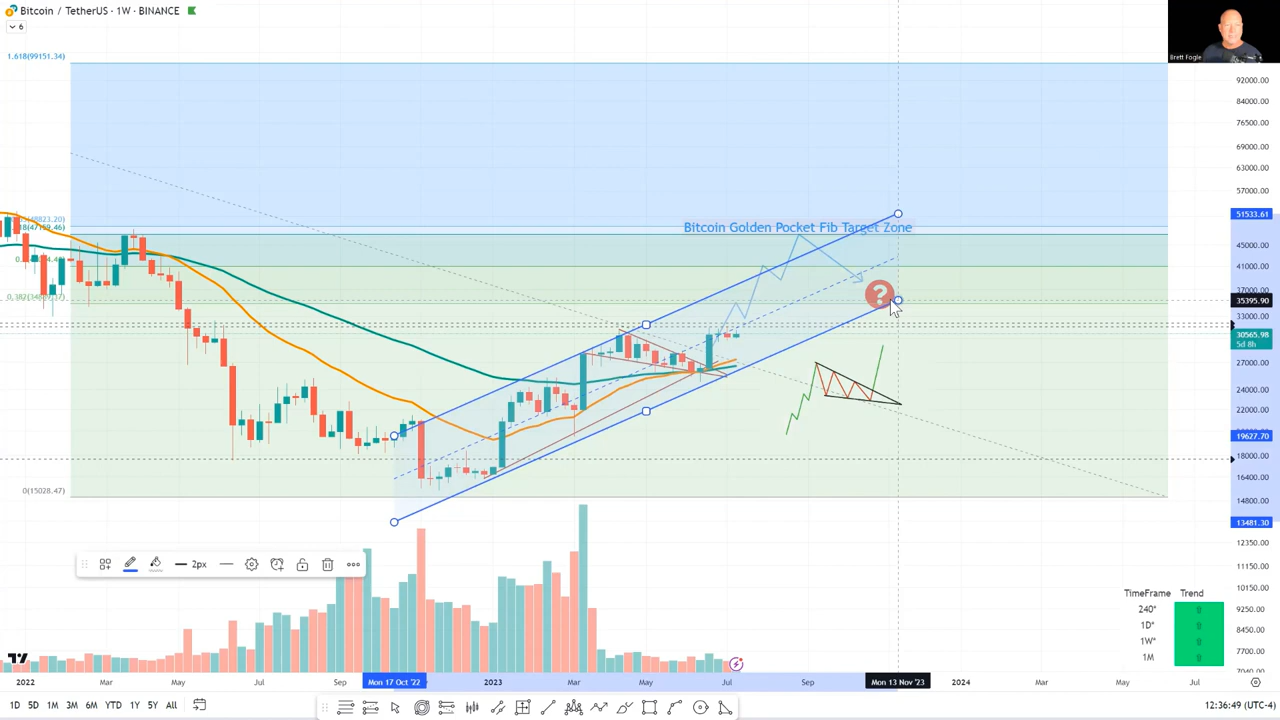 Bitcoin / TetherUS · 1W · BINANCE
6
Brett Fogle
1.618(99151.34)
92000.00
84000.00
76500.00
69000.00
63000.00
57000.00
51533.61
Bitcoin Golden Pocket Fib Target Zone
45000.00
41000.00
37000.00
35395.90
33000.00
30565.98
5d 8h
27000.00
24000.00
22000.00
19627.70
18000.00
16400.00
0(15028.47)
14800.00
13481.30
12350.00
11150.00
10150.00
9250.00
8450.00
7700.00
?
2px
TimeFrame Trend
240*
1D*
1W*
1M
2022 Mar May Jul Sep Mon 17 Oct '22 2023 Mar May Jul Sep Mon 13 Nov '23 2024 Mar May Jul
1D 5D 1M 3M 6M YTD 1Y 5Y All
12:36:49 (UTC-4)